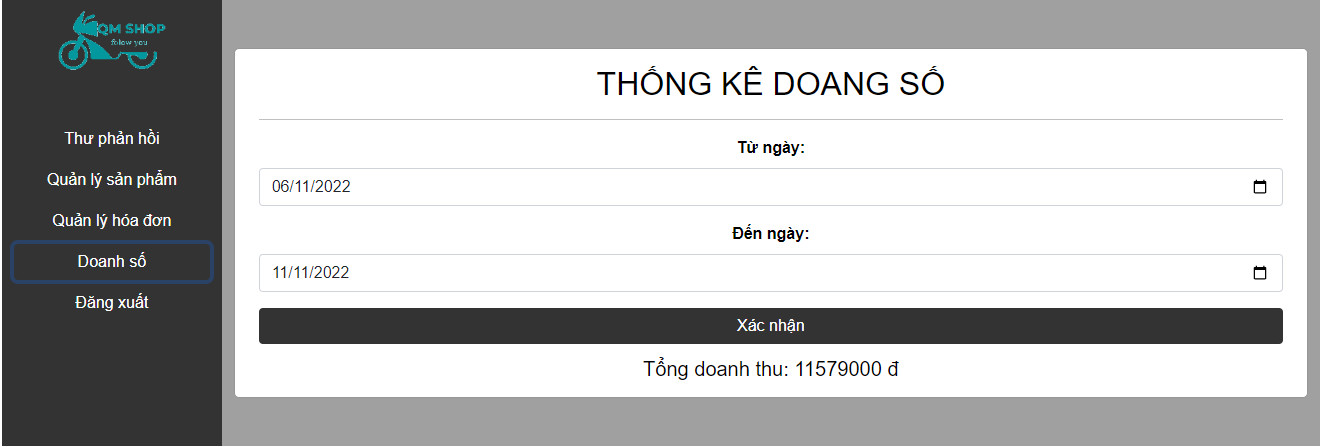 QM SHOP
follow you
Thư phản hồi
Quản lý sản phẩm
Quản lý hóa đơn
Doanh số
Đăng xuất
THỐNG KÊ DOANG SỐ
Từ ngày:
06/11/2022
Đến ngày:
11/11/2022
Xác nhận
Tổng doanh thu: 11579000 đ